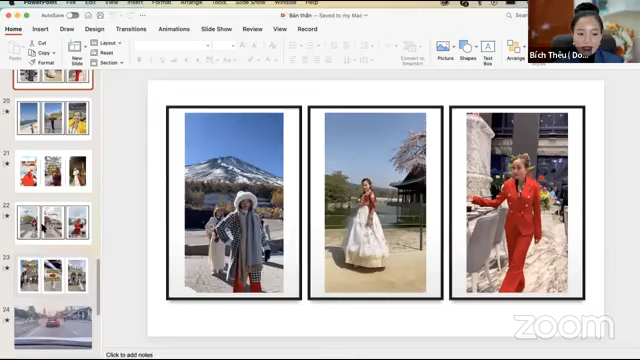 PowerPoint File Edit View Insert Format Arrange Tools Slide Show Window Help
AutoSave Bản thân — Saved to my Mac
Home Insert Draw Design Transitions Animations Slide Show Review View Record
Paste
Cut
Copy
Format
New Slide
Layout
Reset
Section
Convert to SmartArt
Picture
Shapes
Text Box
Arrange
Bích Thêu ( Do...
20
21
22
23
24
Click to add notes
zoom